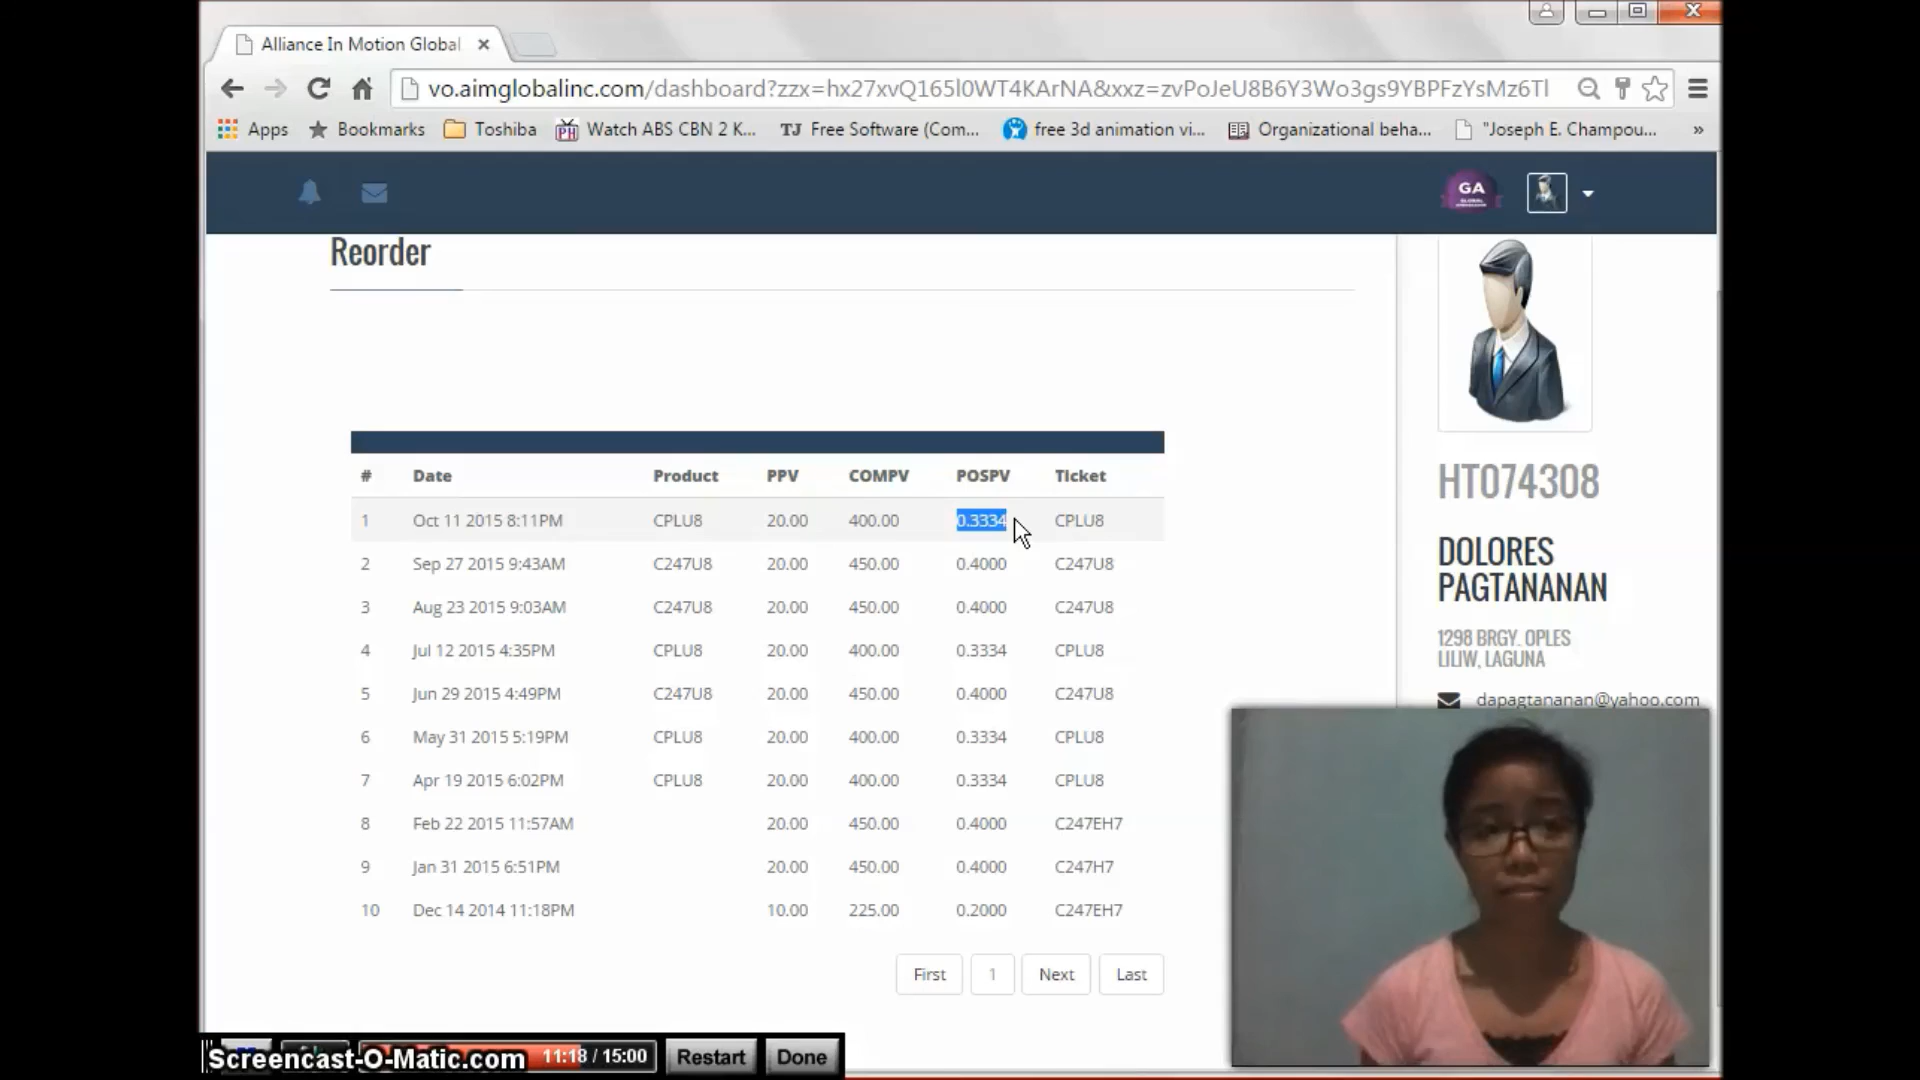 Alliance In Motion Global
vo.aimglobalinc.com/dashboard?zzx=hx27xvQ165l0WT4KArNA&xxz=zvPoJeU8B6Y3Wo3gs9YBPFzYsMz6Tl
Apps Bookmarks Toshiba Watch ABS CBN 2 K... TJ Free Software (Com... free 3d animation vi... Organizational beha... "Joseph E. Champou... »
GA
Reorder
# Date Product PPV COMPV POSPV Ticket
1 Oct 11 2015 8:11PM CPLU8 20.00 400.00 0.3334 CPLU8
2 Sep 27 2015 9:43AM C247U8 20.00 450.00 0.4000 C247U8
3 Aug 23 2015 9:03AM C247U8 20.00 450.00 0.4000 C247U8
4 Jul 12 2015 4:35PM CPLU8 20.00 400.00 0.3334 CPLU8
5 Jun 29 2015 4:49PM C247U8 20.00 450.00 0.4000 C247U8
6 May 31 2015 5:19PM CPLU8 20.00 400.00 0.3334 CPLU8
7 Apr 19 2015 6:02PM CPLU8 20.00 400.00 0.3334 CPLU8
8 Feb 22 2015 11:57AM 20.00 450.00 0.4000 C247EH7
9 Jan 31 2015 6:51PM 20.00 450.00 0.4000 C247H7
10 Dec 14 2014 11:18PM 10.00 225.00 0.2000 C247EH7
First 1 Next Last
HT074308
DOLORES
PAGTANANAN
1298 BRGY. OPLES
LILIW, LAGUNA
dapagtananan@yahoo.com
Screencast-O-Matic.com 11:18 / 15:00 Restart Done